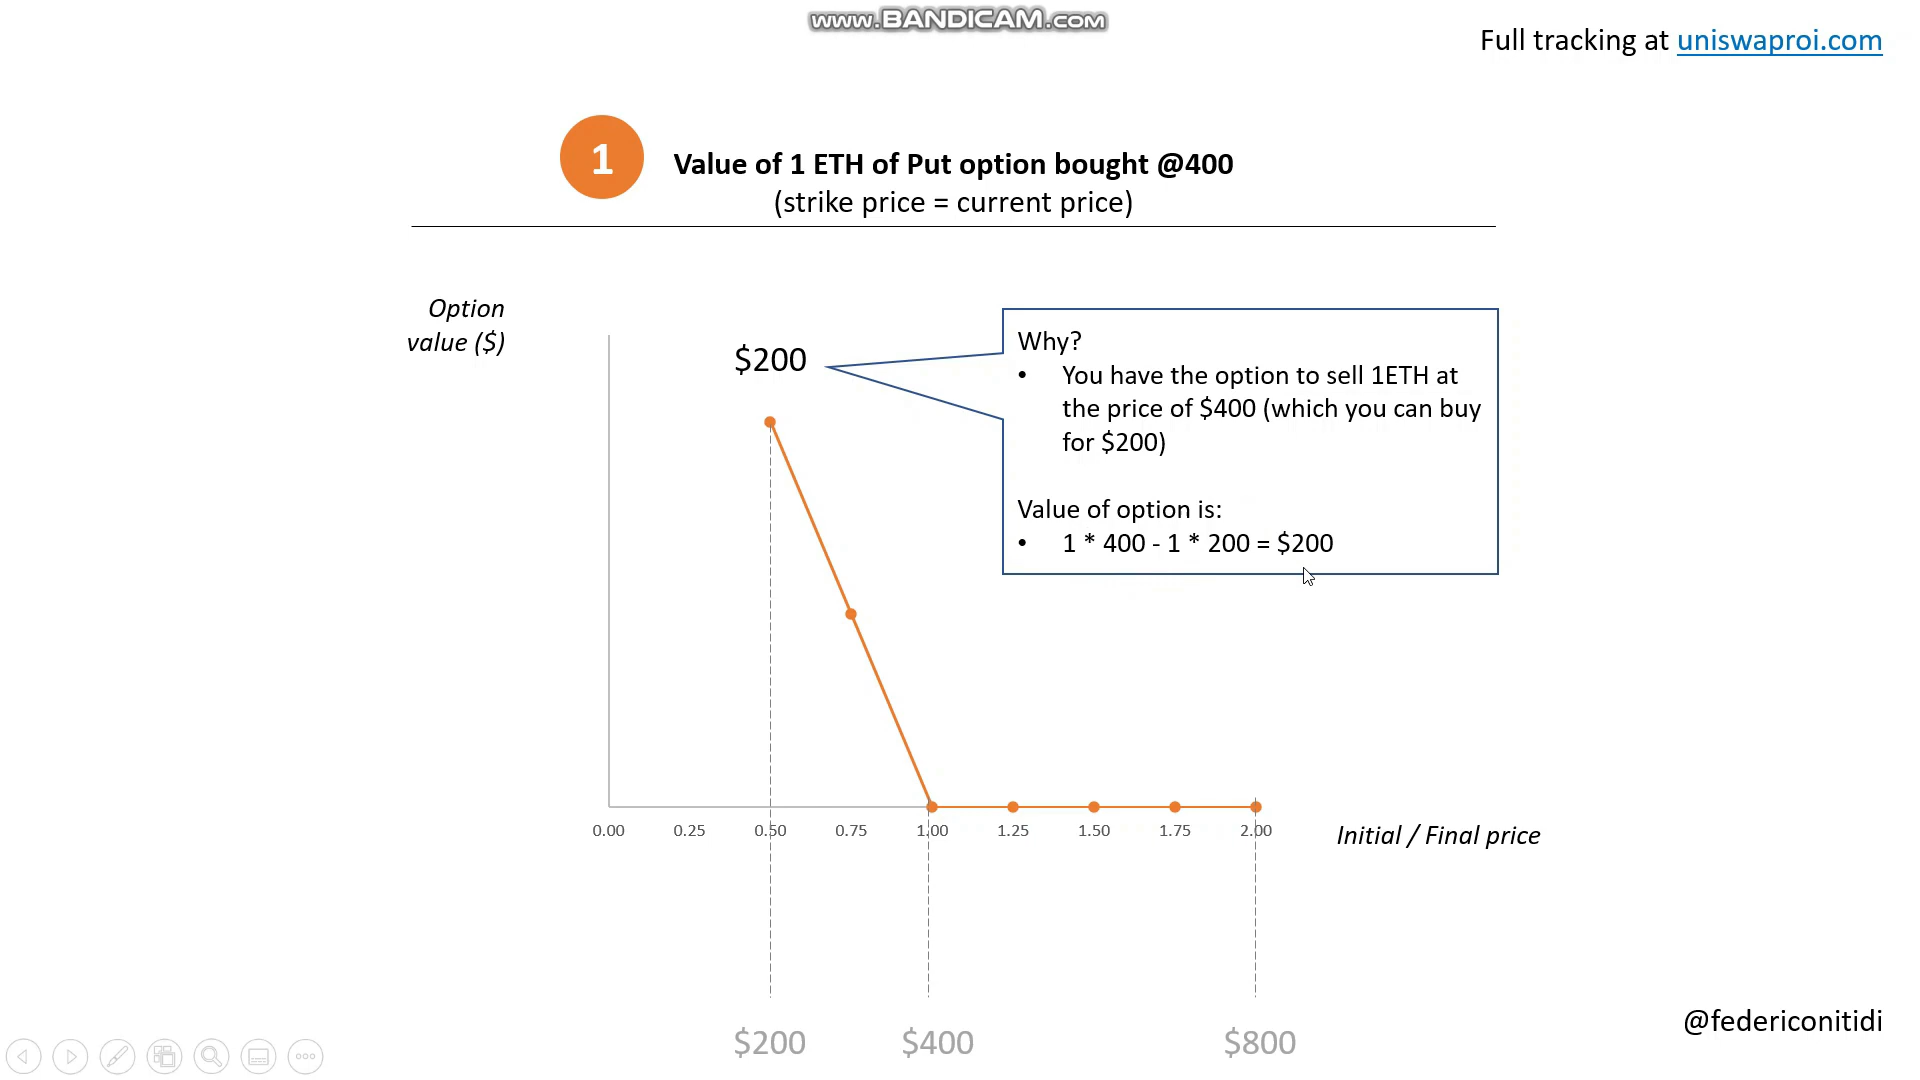 www.BANDICAM.com
Full tracking at uniswaproi.com
1
Value of 1 ETH of Put option bought @400
(strike price = current price)
Option
value ($)
$200
Why?
• You have the option to sell 1ETH at
the price of $400 (which you can buy
for $200)
Value of option is:
• 1 * 400 - 1 * 200 = $200
0.00 0.25 0.50 0.75 1.00 1.25 1.50 1.75 2.00
Initial / Final price
$200 $400 $800
@federiconitidi